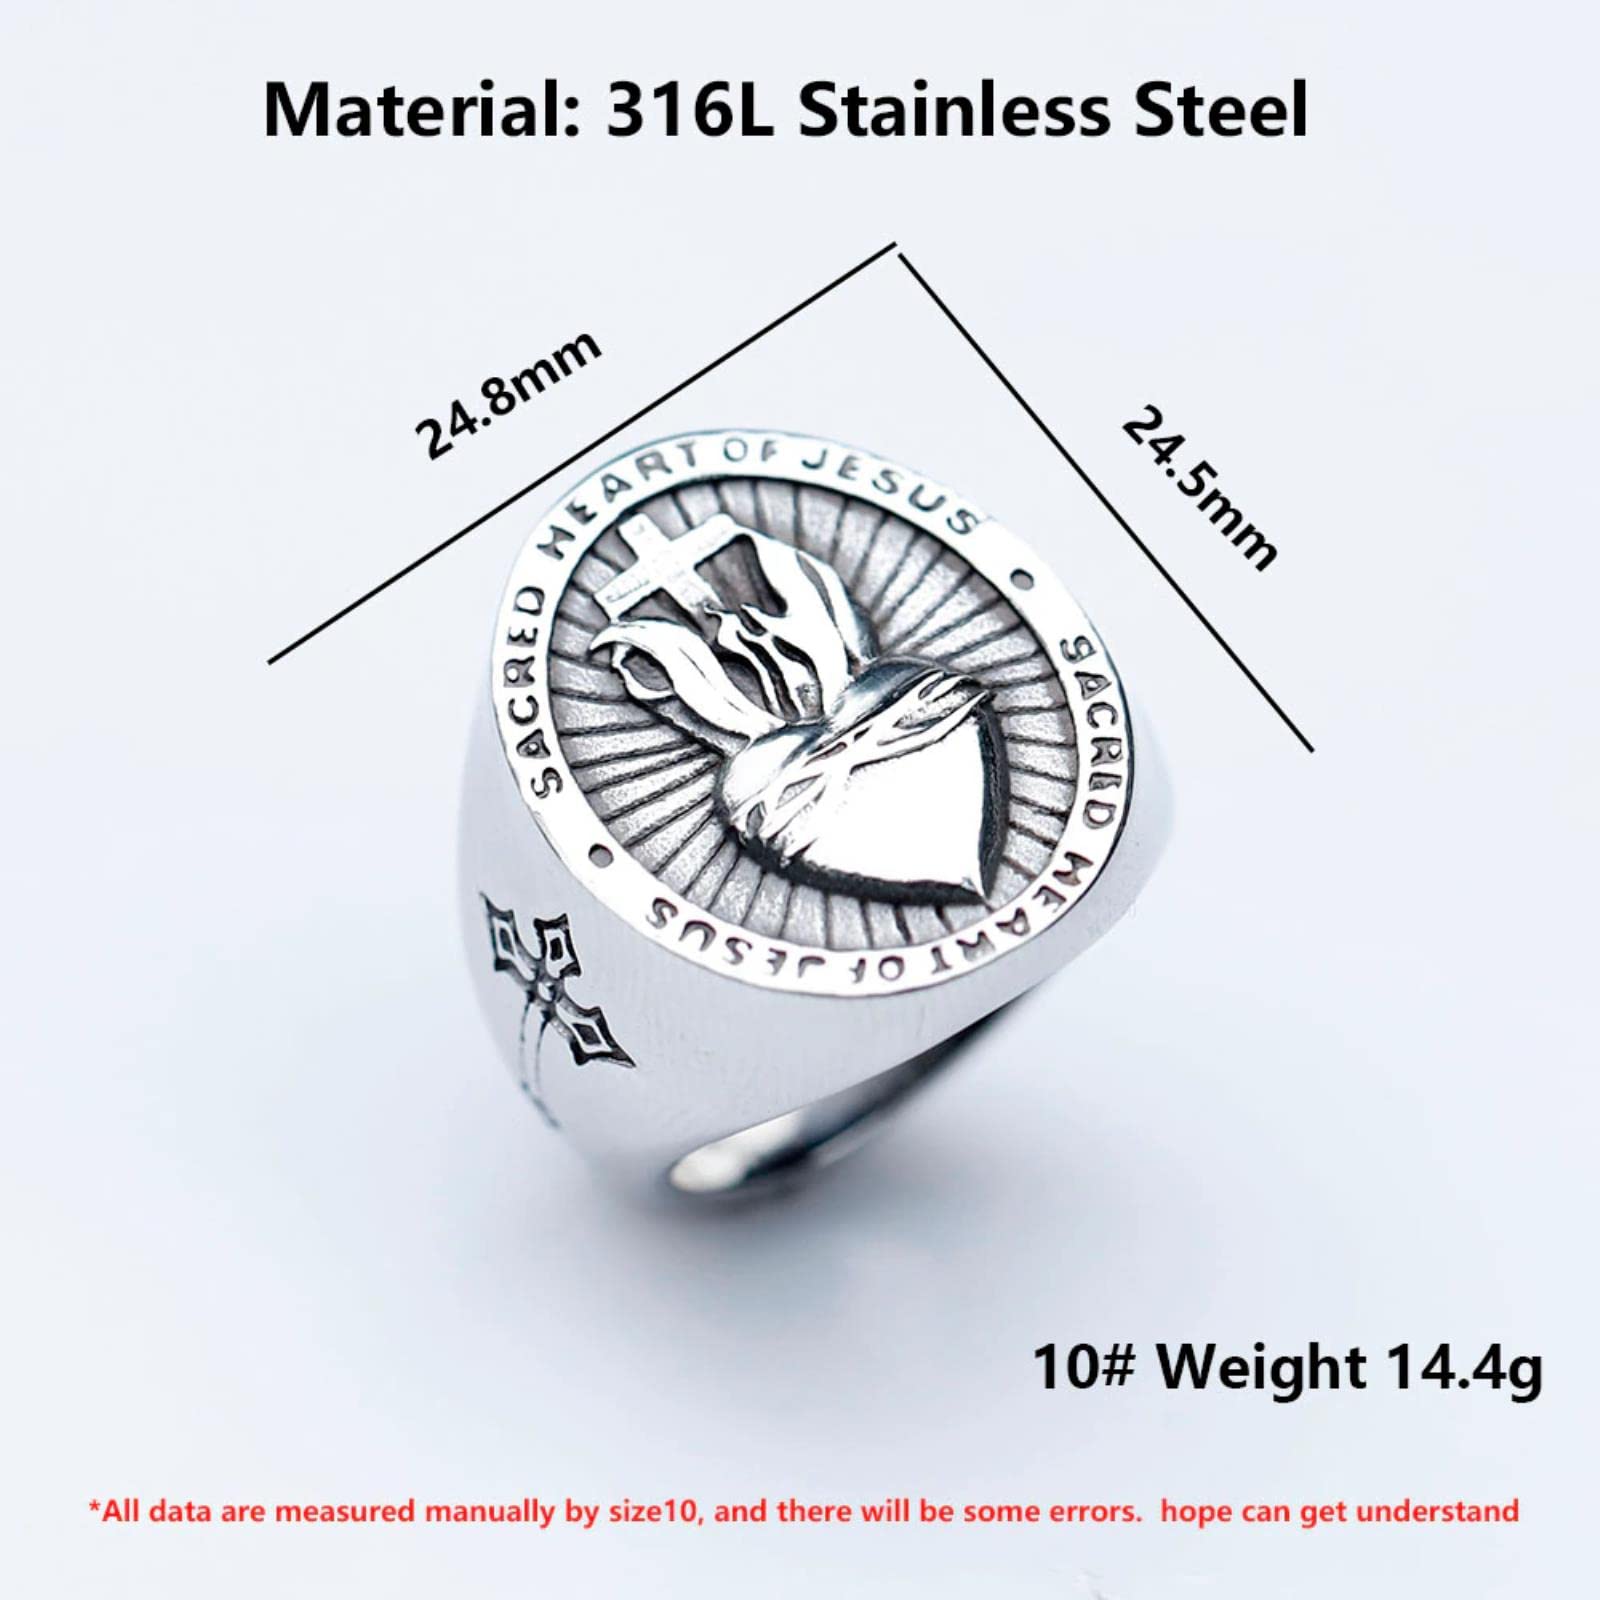 Material: 316L Stainless Steel
24.8mm
24.5mm
SACRED HEART OF JESUS
SACRED HEART OF JESUS
10# Weight 14.4g
*All data are measured manually by size10, and there will be some errors.  hope can get understand